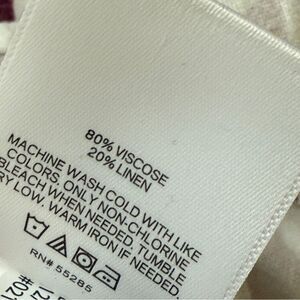 80% VISCOSE
20% LINEN
MACHINE WASH COLD WITH LIKE
COLORS. ONLY NON-CHLORINE
BLEACH WHEN NEEDED. TUMBLE
DRY LOW. WARM IRON IF NEEDED.
RN# 55285